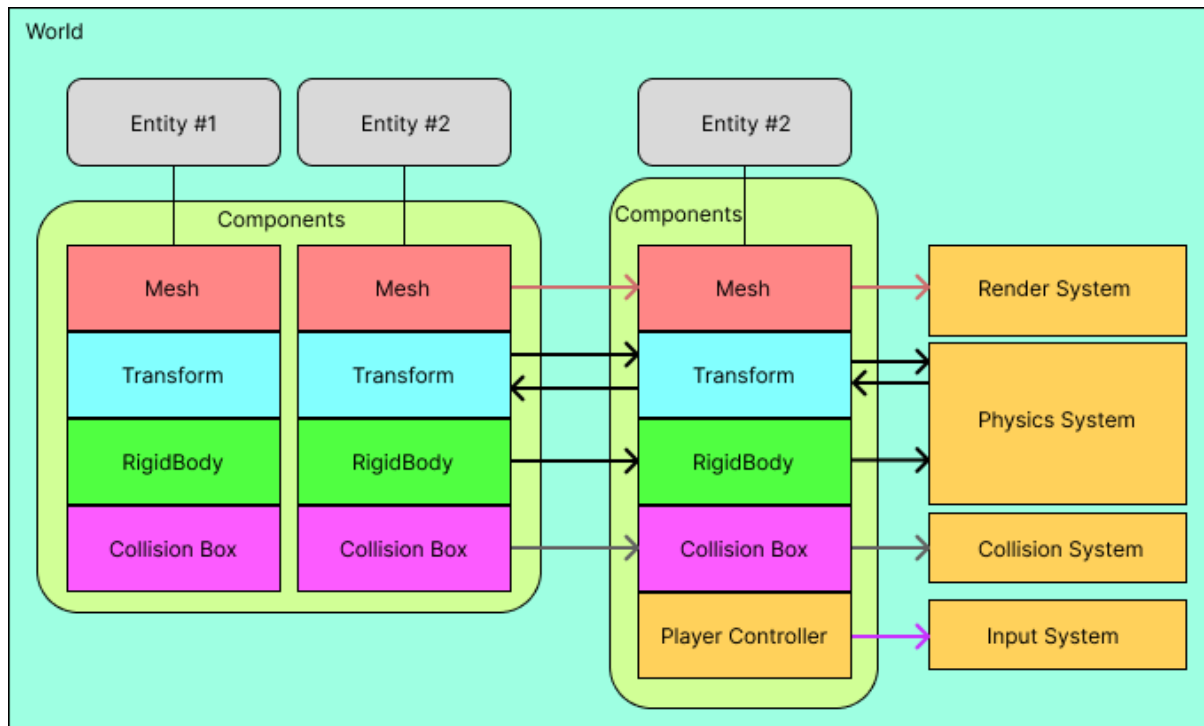 World
Entity #1
Entity #2
Entity #2
Components
Components
Mesh
Mesh
Mesh
Render System
Transform
Transform
Transform
Physics System
RigidBody
RigidBody
RigidBody
Collision Box
Collision Box
Collision Box
Collision System
Player Controller
Input System